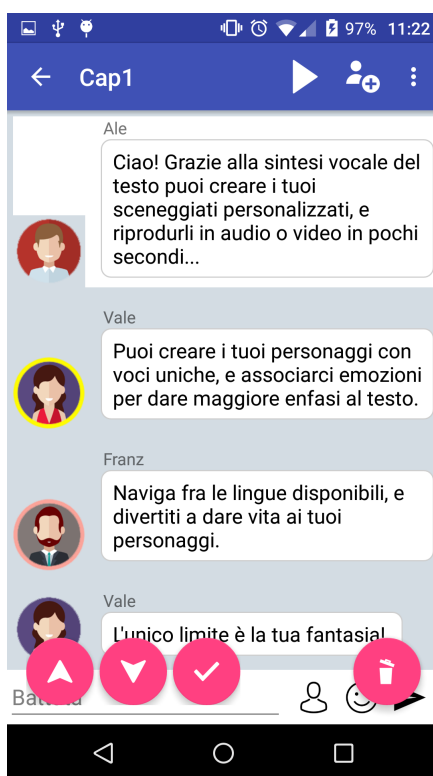 97% 11:22
Cap1
Ale
Ciao! Grazie alla sintesi vocale del
testo puoi creare i tuoi
sceneggiati personalizzati, e
riprodurli in audio o video in pochi
secondi...
Vale
Puoi creare i tuoi personaggi con
voci uniche, e associarci emozioni
per dare maggiore enfasi al testo.
Franz
Naviga fra le lingue disponibili, e
divertiti a dare vita ai tuoi
personaggi.
Vale
L'unico limite è la tua fantasia!